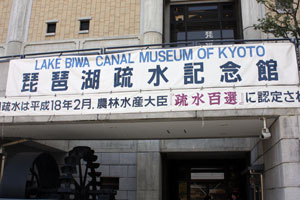 LAKE BIWA CANAL MUSEUM OF KYOTO
琵琶湖疏水記念館
疏水は平成18年2月、農林水産大臣「疏水百選」に認定され